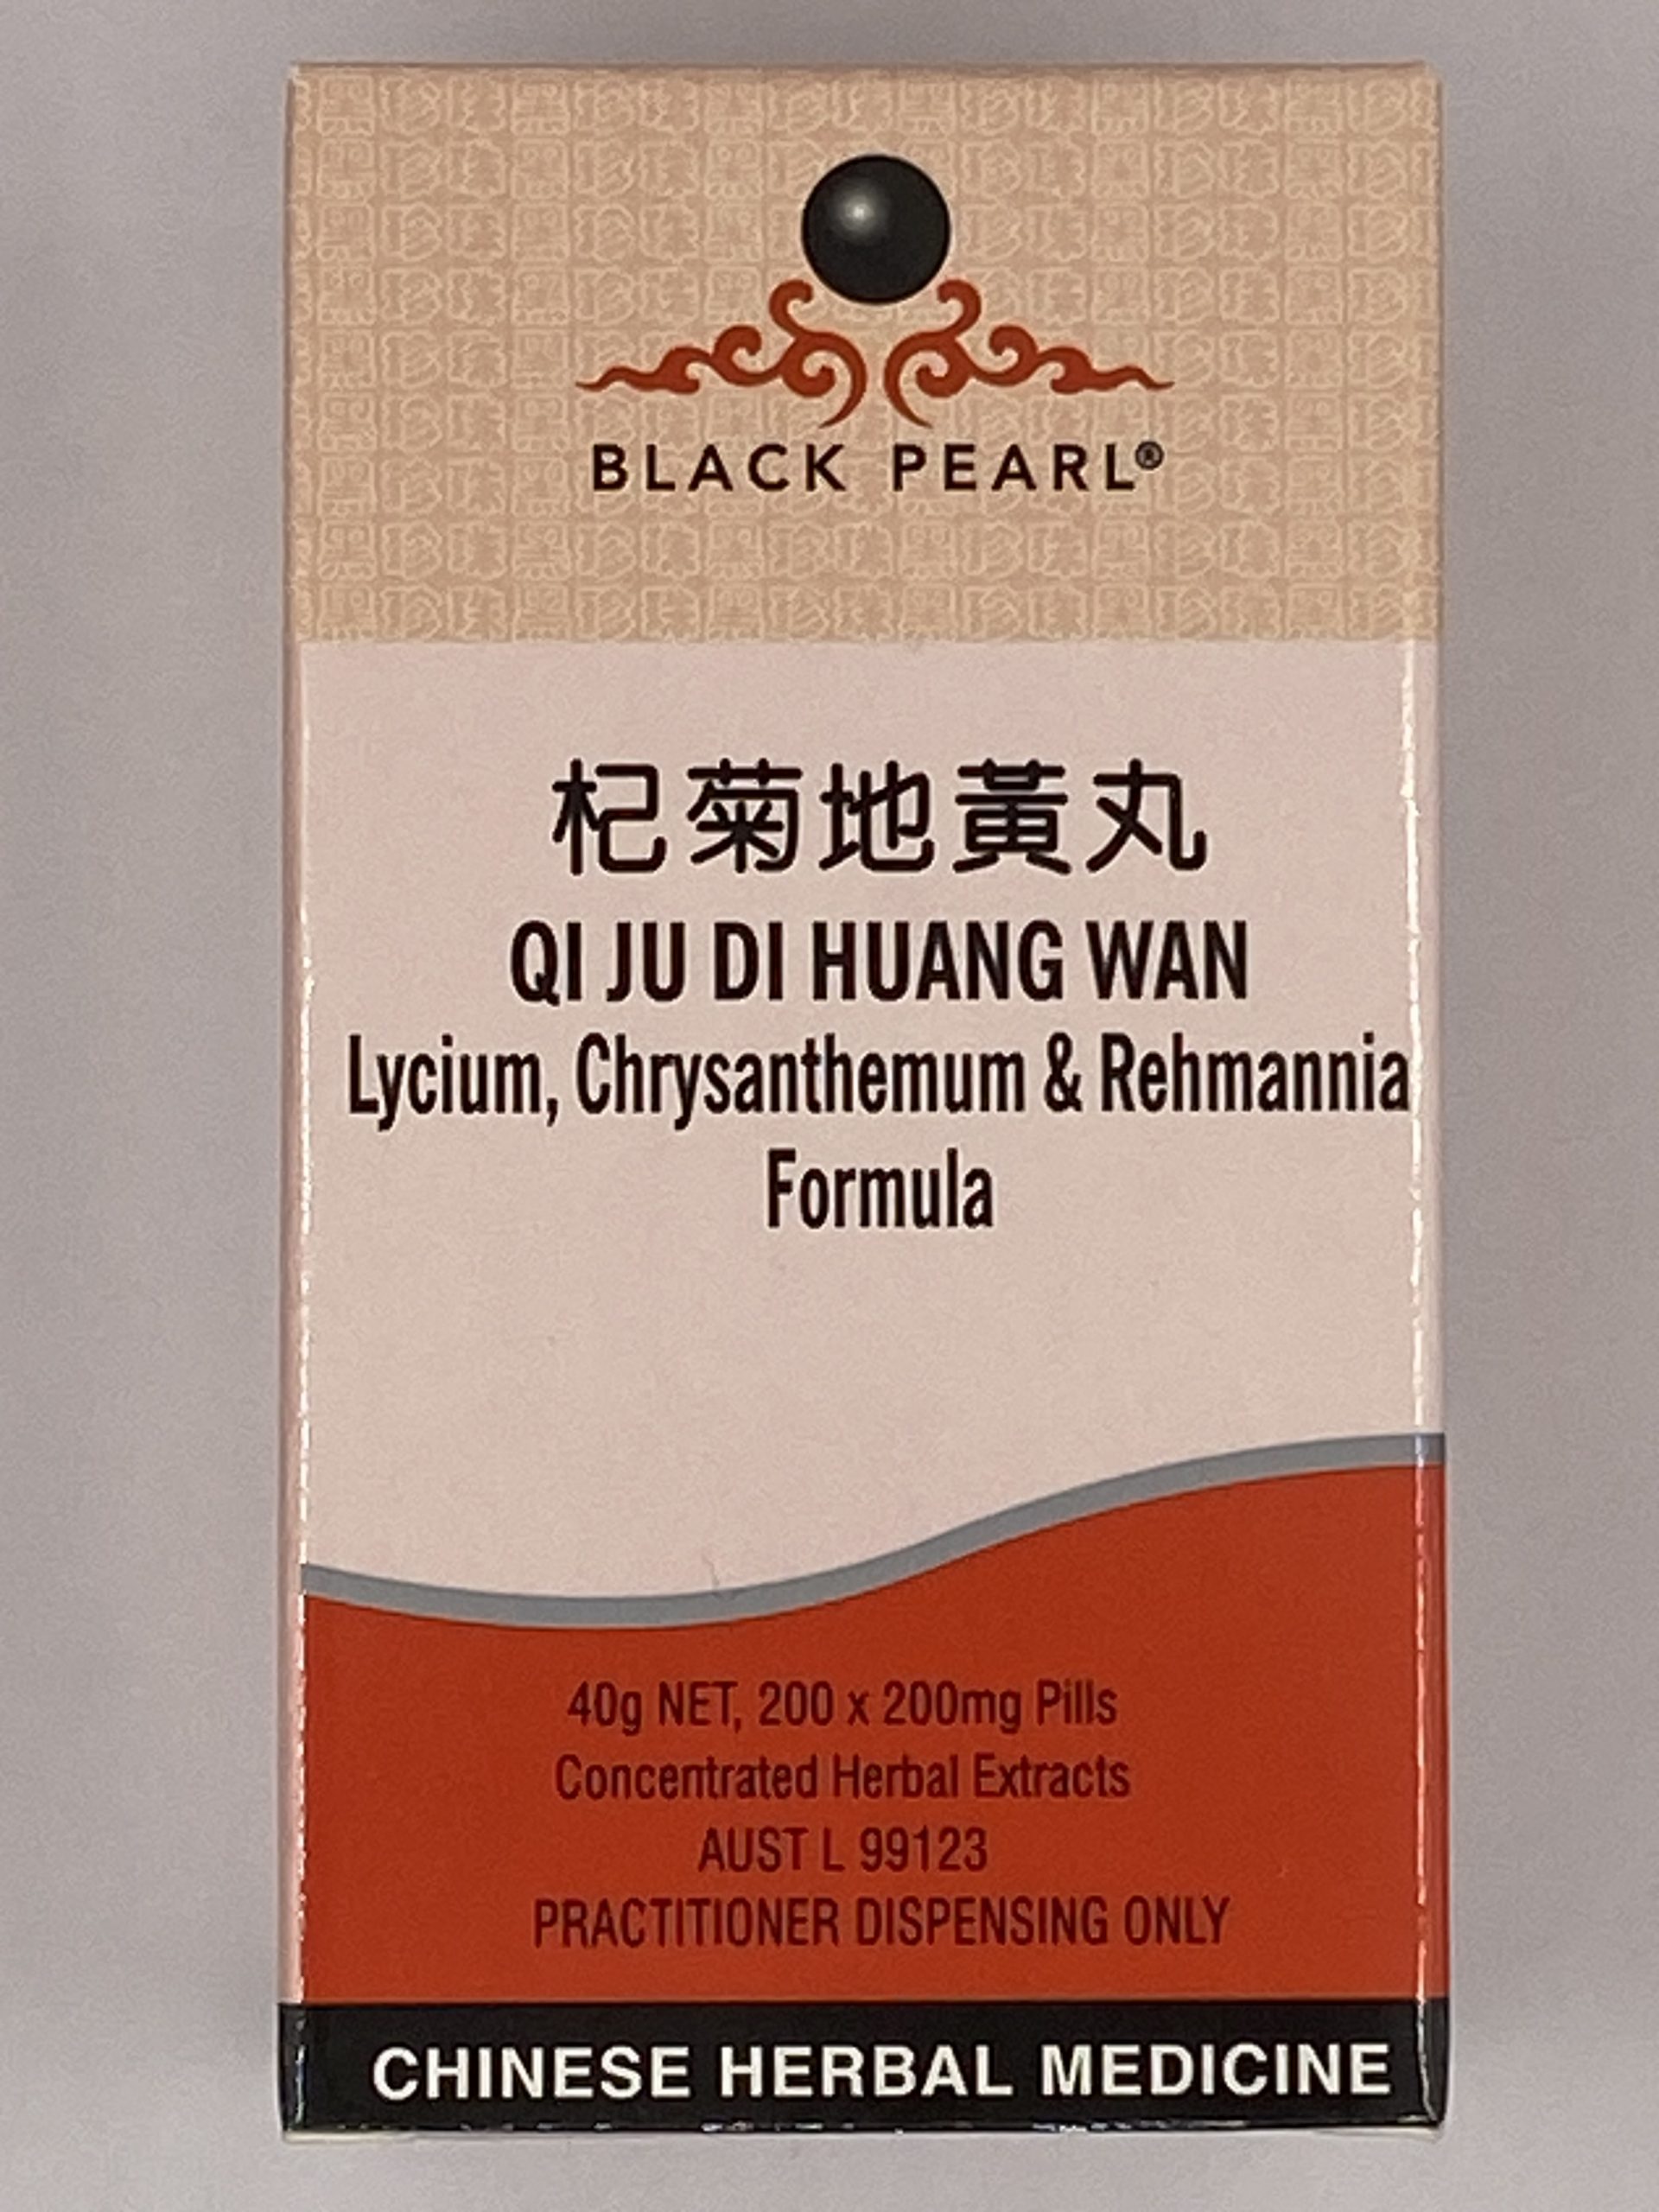 BLACK PEARL®
杞菊地黃丸
QI JU DI HUANG WAN
Lycium, Chrysanthemum & Rehmannia
Formula
40g NET, 200 x 200mg Pills
Concentrated Herbal Extracts
AUST L 99123
PRACTITIONER DISPENSING ONLY
CHINESE HERBAL MEDICINE